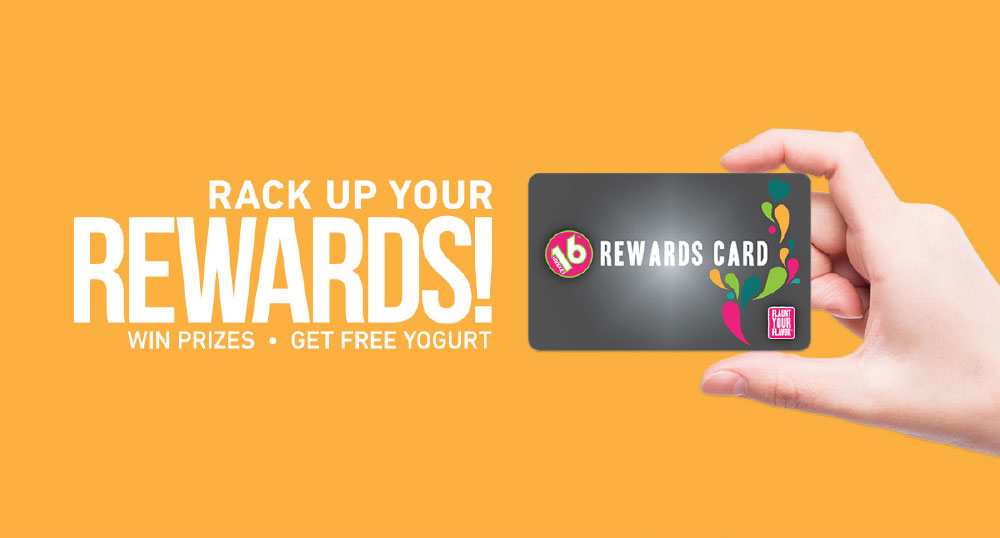 RACK UP YOUR
REWARDS!
WIN PRIZES • GET FREE YOGURT
16
REWARDS CARD
FLAUNT
YOUR
FLAVOR